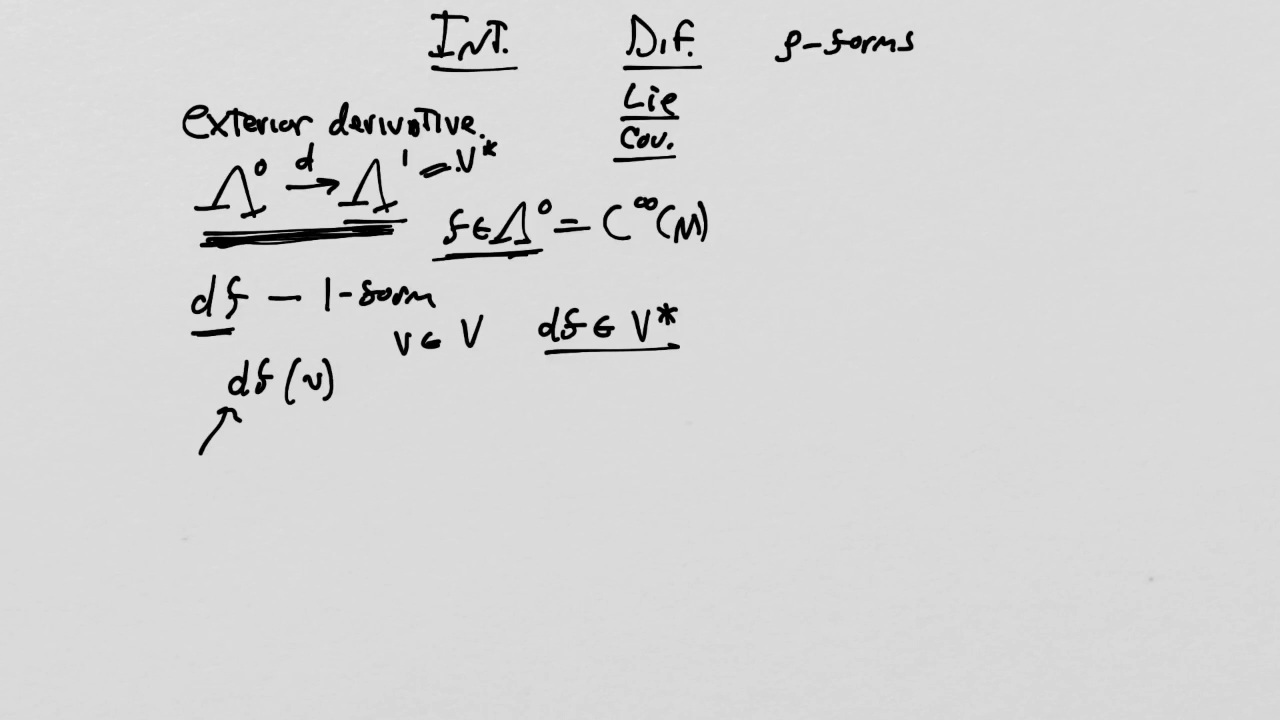 INT. Dif. p-forms
Lie
exterior derivative. Cov.
Λ⁰ d→ Λ¹ = V*
f ∈ Λ⁰ = C^∞(M)
df — 1-form
v ∈ V df ∈ V*
df(v)